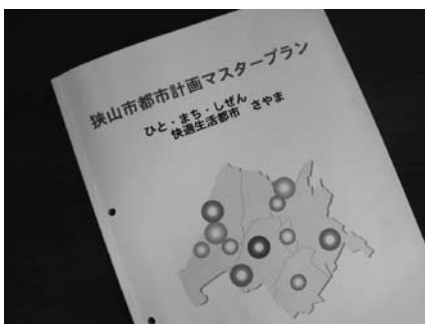 狭山市都市計画マスタープラン
ひと・まち・しぜん
快適生活都市 さやま